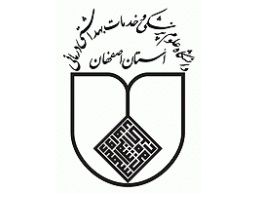 دانشگاه علوم پزشکی و خدمات بهداشتی درمانی
استان اصفهان